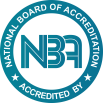 NATIONAL BOARD OF ACCREDITATION
NBA
ACCREDITED BY